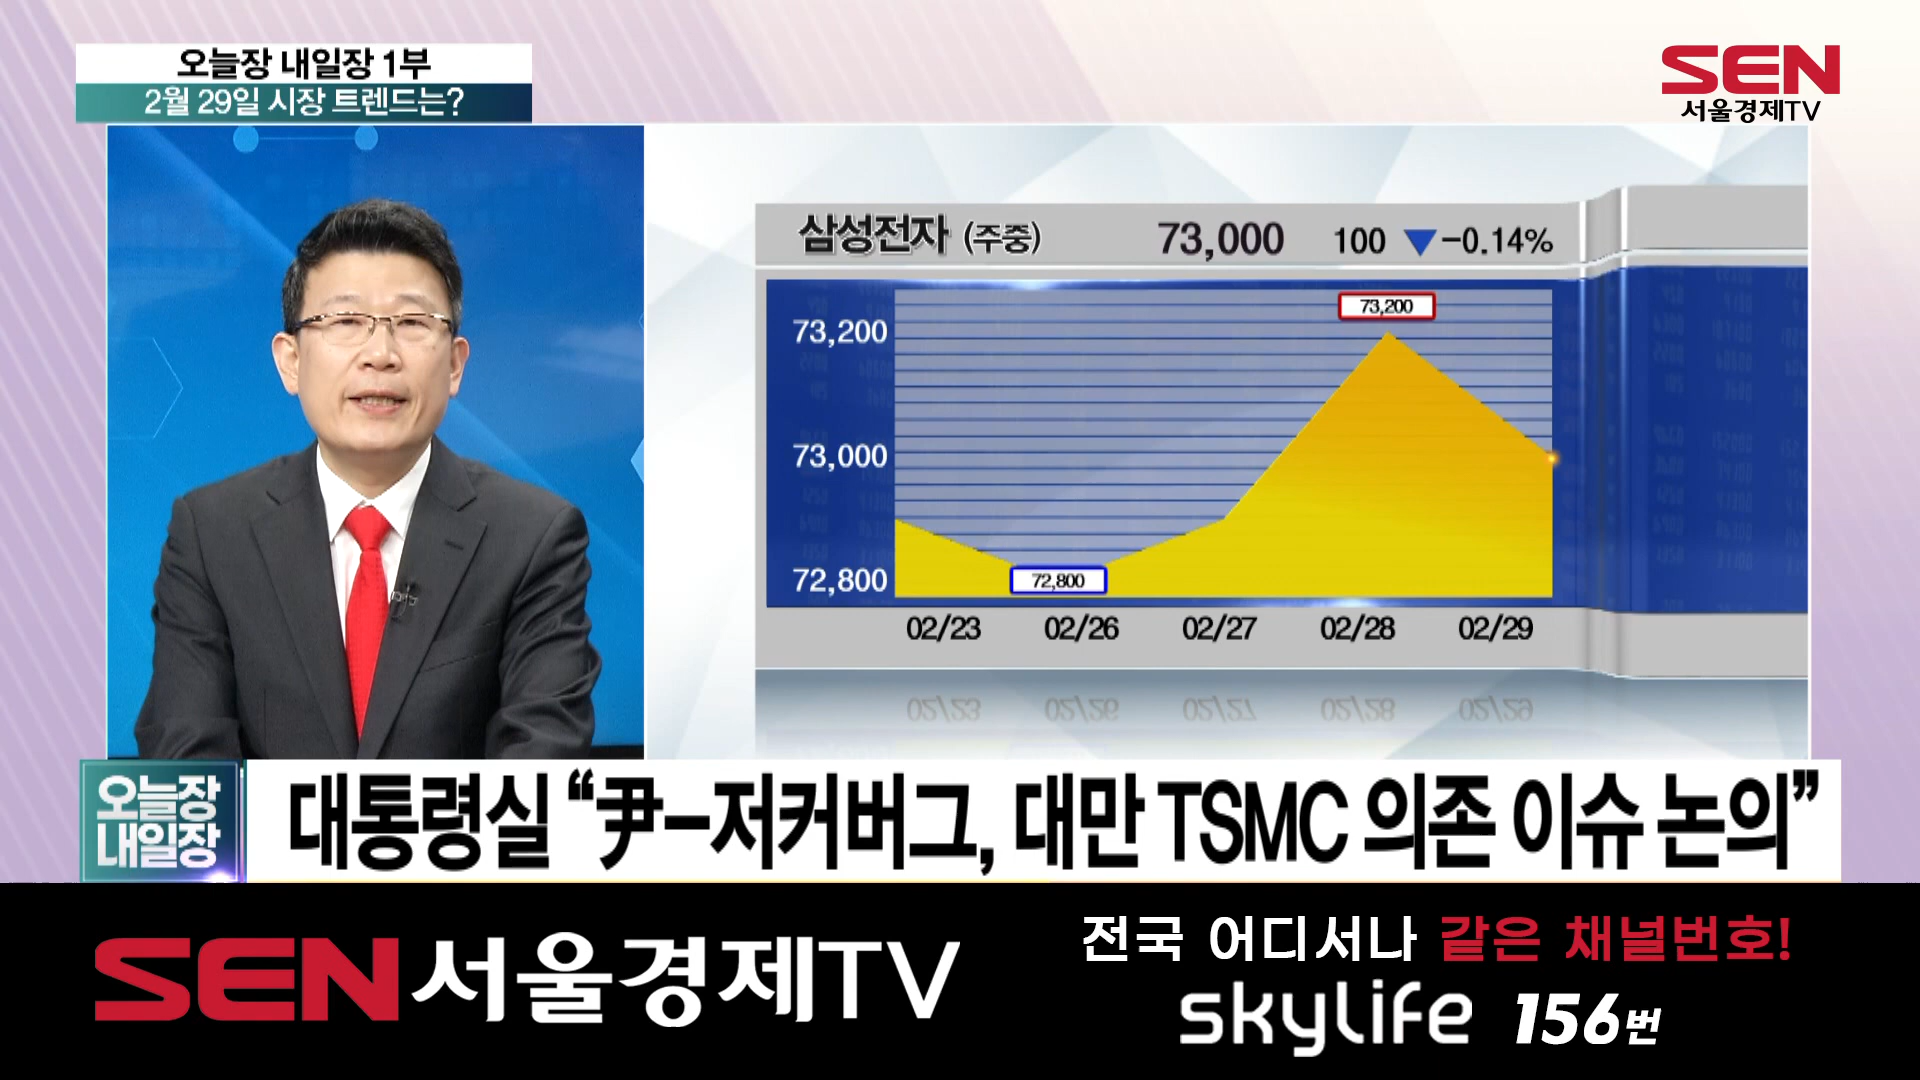 오늘장 내일장 1부
2월 29일 시장 트렌드는?
SEN
서울경제TV
삼성전자 (주중) 73,000 100 ▼-0.14%
73,200
73,200
73,000
72,800
72,800
02/23 02/26 02/27 02/28 02/29
오늘장
내일장
대통령실 “尹-저커버그, 대만 TSMC 의존 이슈 논의”
SEN 서울경제TV
전국 어디서나 같은 채널번호!
skylife 156번